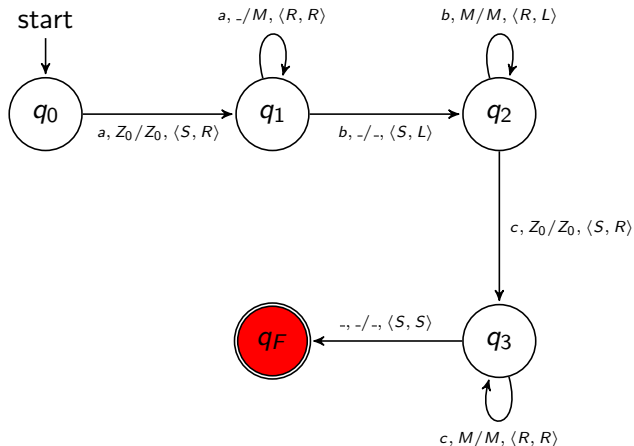 start
a, _/M, ⟨R, R⟩
b, M/M, ⟨R, L⟩
q0
q1
q2
a, Z0/Z0, ⟨S, R⟩
b, _/_, ⟨S, L⟩
c, Z0/Z0, ⟨S, R⟩
qF
_, _/_, ⟨S, S⟩
q3
c, M/M, ⟨R, R⟩